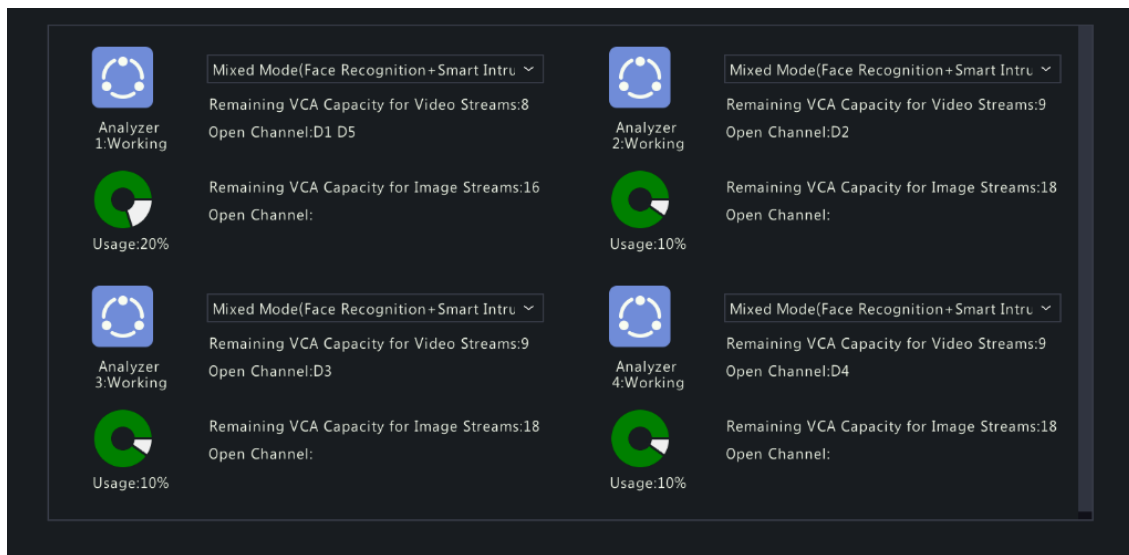 Mixed Mode(Face Recognition+Smart Intru
Remaining VCA Capacity for Video Streams:8
Analyzer
1:Working
Open Channel:D1 D5
Remaining VCA Capacity for Image Streams:16
Open Channel:
Usage:20%
Mixed Mode(Face Recognition+Smart Intru
Remaining VCA Capacity for Video Streams:9
Analyzer
2:Working
Open Channel:D2
Remaining VCA Capacity for Image Streams:18
Open Channel:
Usage:10%
Mixed Mode(Face Recognition+Smart Intru
Remaining VCA Capacity for Video Streams:9
Analyzer
3:Working
Open Channel:D3
Remaining VCA Capacity for Image Streams:18
Open Channel:
Usage:10%
Mixed Mode(Face Recognition+Smart Intru
Remaining VCA Capacity for Video Streams:9
Analyzer
4:Working
Open Channel:D4
Remaining VCA Capacity for Image Streams:18
Open Channel:
Usage:10%